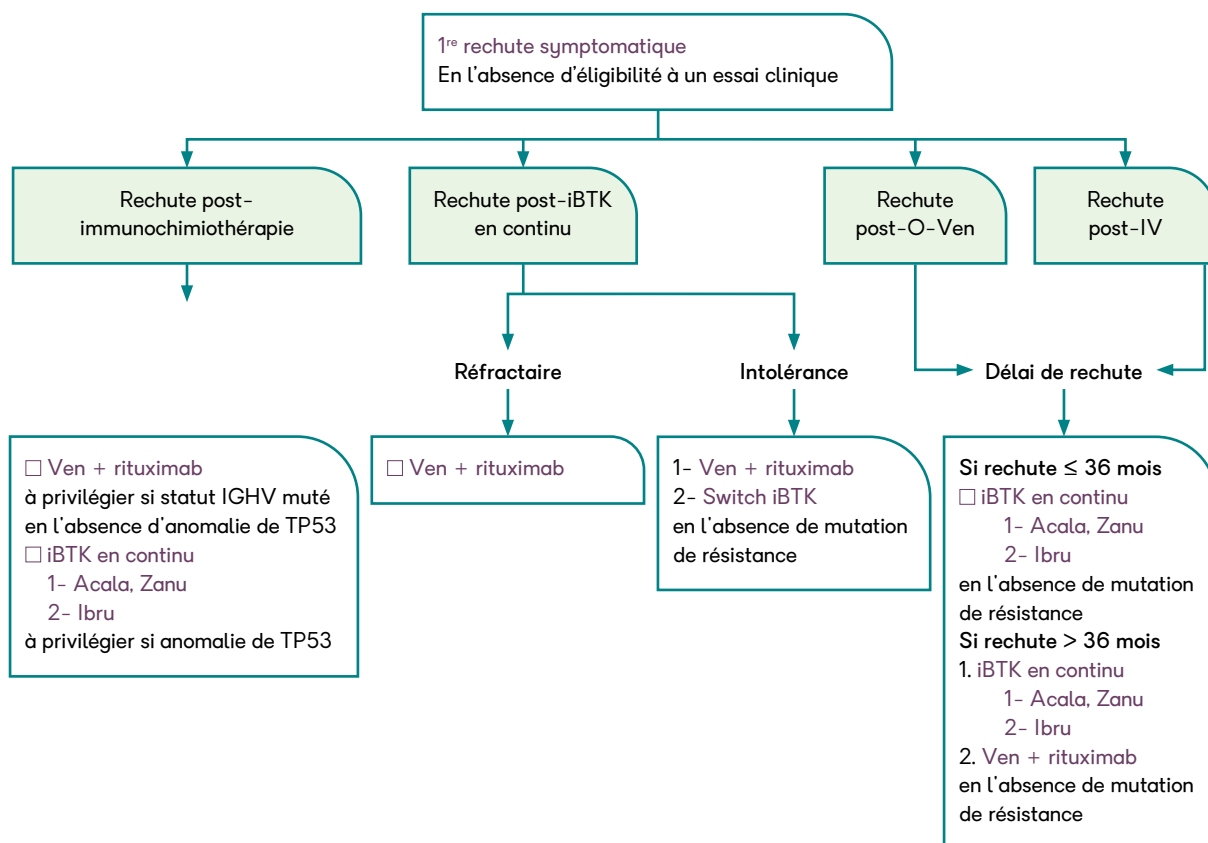 1re rechute symptomatique
En l'absence d'éligibilité à un essai clinique
Rechute post-
immunochimiothérapie
Rechute post-iBTK
en continu
Rechute
post-O-Ven
Rechute
post-IV
Réfractaire
Intolérance
Délai de rechute
□ Ven + rituximab
à privilégier si statut IGHV muté
en l'absence d'anomalie de TP53
□ iBTK en continu
1- Acala, Zanu
2- Ibru
à privilégier si anomalie de TP53
□ Ven + rituximab
1- Ven + rituximab
2- Switch iBTK
en l'absence de mutation
de résistance
Si rechute ≤ 36 mois
□ iBTK en continu
1- Acala, Zanu
2- Ibru
en l'absence de mutation
de résistance
Si rechute > 36 mois
1. iBTK en continu
1- Acala, Zanu
2- Ibru
2. Ven + rituximab
en l'absence de mutation
de résistance